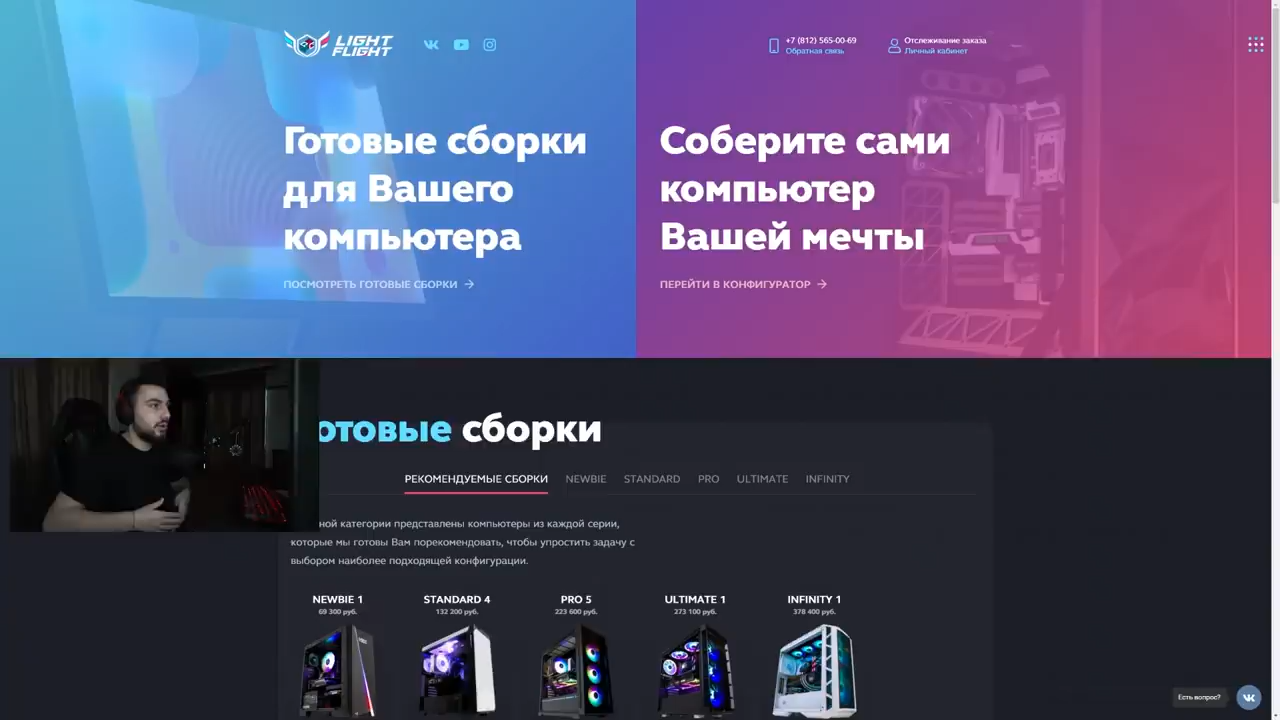 LIGHT
FLIGHT
+7 (812) 565-00-69
Обратная связь
Отслеживание заказа
Личный кабинет
Готовые сборки
для Вашего
компьютера
ПОСМОТРЕТЬ ГОТОВЫЕ СБОРКИ →
Соберите сами
компьютер
Вашей мечты
ПЕРЕЙТИ В КОНФИГУРАТОР →
отовые сборки
РЕКОМЕНДУЕМЫЕ СБОРКИ NEWBIE STANDARD PRO ULTIMATE INFINITY
ной категории представлены компьютеры из каждой серии,
которые мы готовы Вам порекомендовать, чтобы упростить задачу с
выбором наиболее подходящей конфигурации.
NEWBIE 1
69 300 руб.
STANDARD 4
132 200 руб.
PRO 5
223 600 руб.
ULTIMATE 1
273 100 руб.
INFINITY 1
378 400 руб.
Есть вопрос?